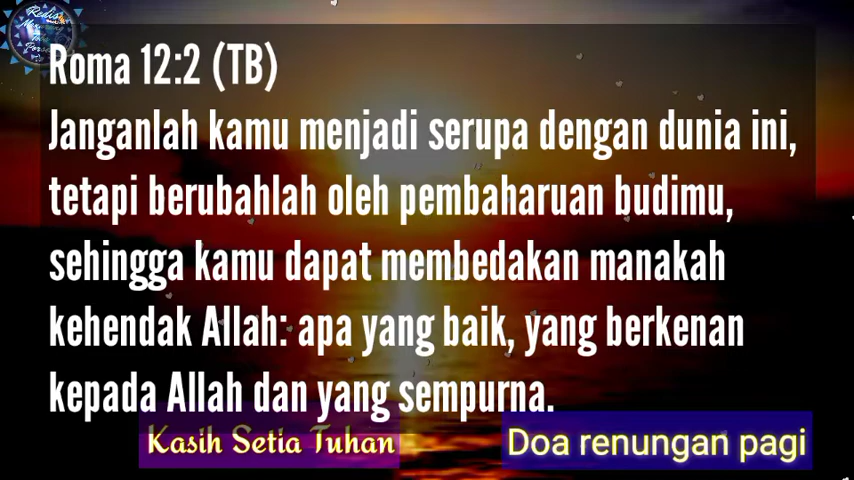 Roma 12:2 (TB)
Janganlah kamu menjadi serupa dengan dunia ini,
tetapi berubahlah oleh pembaharuan budimu,
sehingga kamu dapat membedakan manakah
kehendak Allah: apa yang baik, yang berkenan
kepada Allah dan yang sempurna.
Kasih Setia Tuhan
Doa renungan pagi